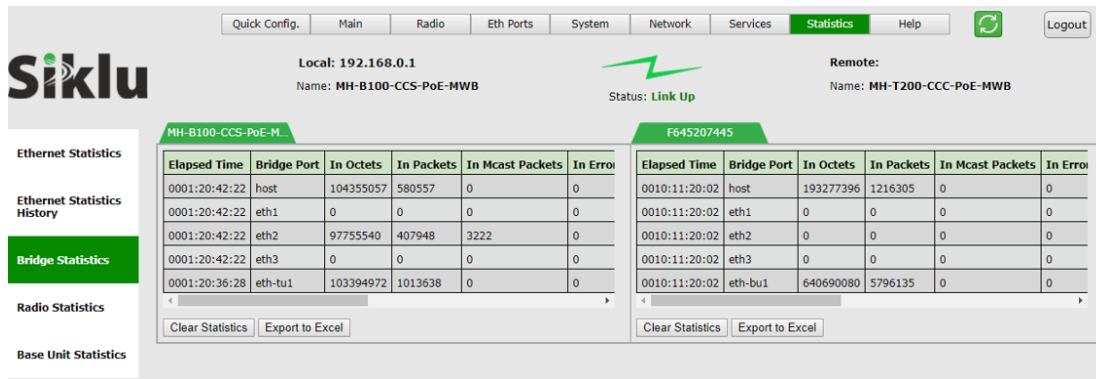 Quick Config. Main Radio Eth Ports System Network Services Statistics Help Logout
Siklu
Local: 192.168.0.1 Remote:
Name: MH-B100-CCS-PoE-MWB Status: Link Up Name: MH-T200-CCC-PoE-MWB
Ethernet Statistics
Ethernet Statistics History
Bridge Statistics
Radio Statistics
Base Unit Statistics
MH-B100-CCS-PoE-M...
Elapsed Time Bridge Port In Octets In Packets In Mcast Packets In Error
0001:20:42:22 host 104355057 580557 0 0
0001:20:42:22 eth1 0 0 0 0
0001:20:42:22 eth2 97755540 407948 3222 0
0001:20:42:22 eth3 0 0 0 0
0001:20:36:28 eth-tu1 103394972 1013638 0 0
Clear Statistics Export to Excel
F645207445
Elapsed Time Bridge Port In Octets In Packets In Mcast Packets In Error
0010:11:20:02 host 193277396 1216305 0 0
0010:11:20:02 eth1 0 0 0 0
0010:11:20:02 eth2 0 0 0 0
0010:11:20:02 eth3 0 0 0 0
0010:11:20:02 eth-bu1 640690080 5796135 0 0
Clear Statistics Export to Excel